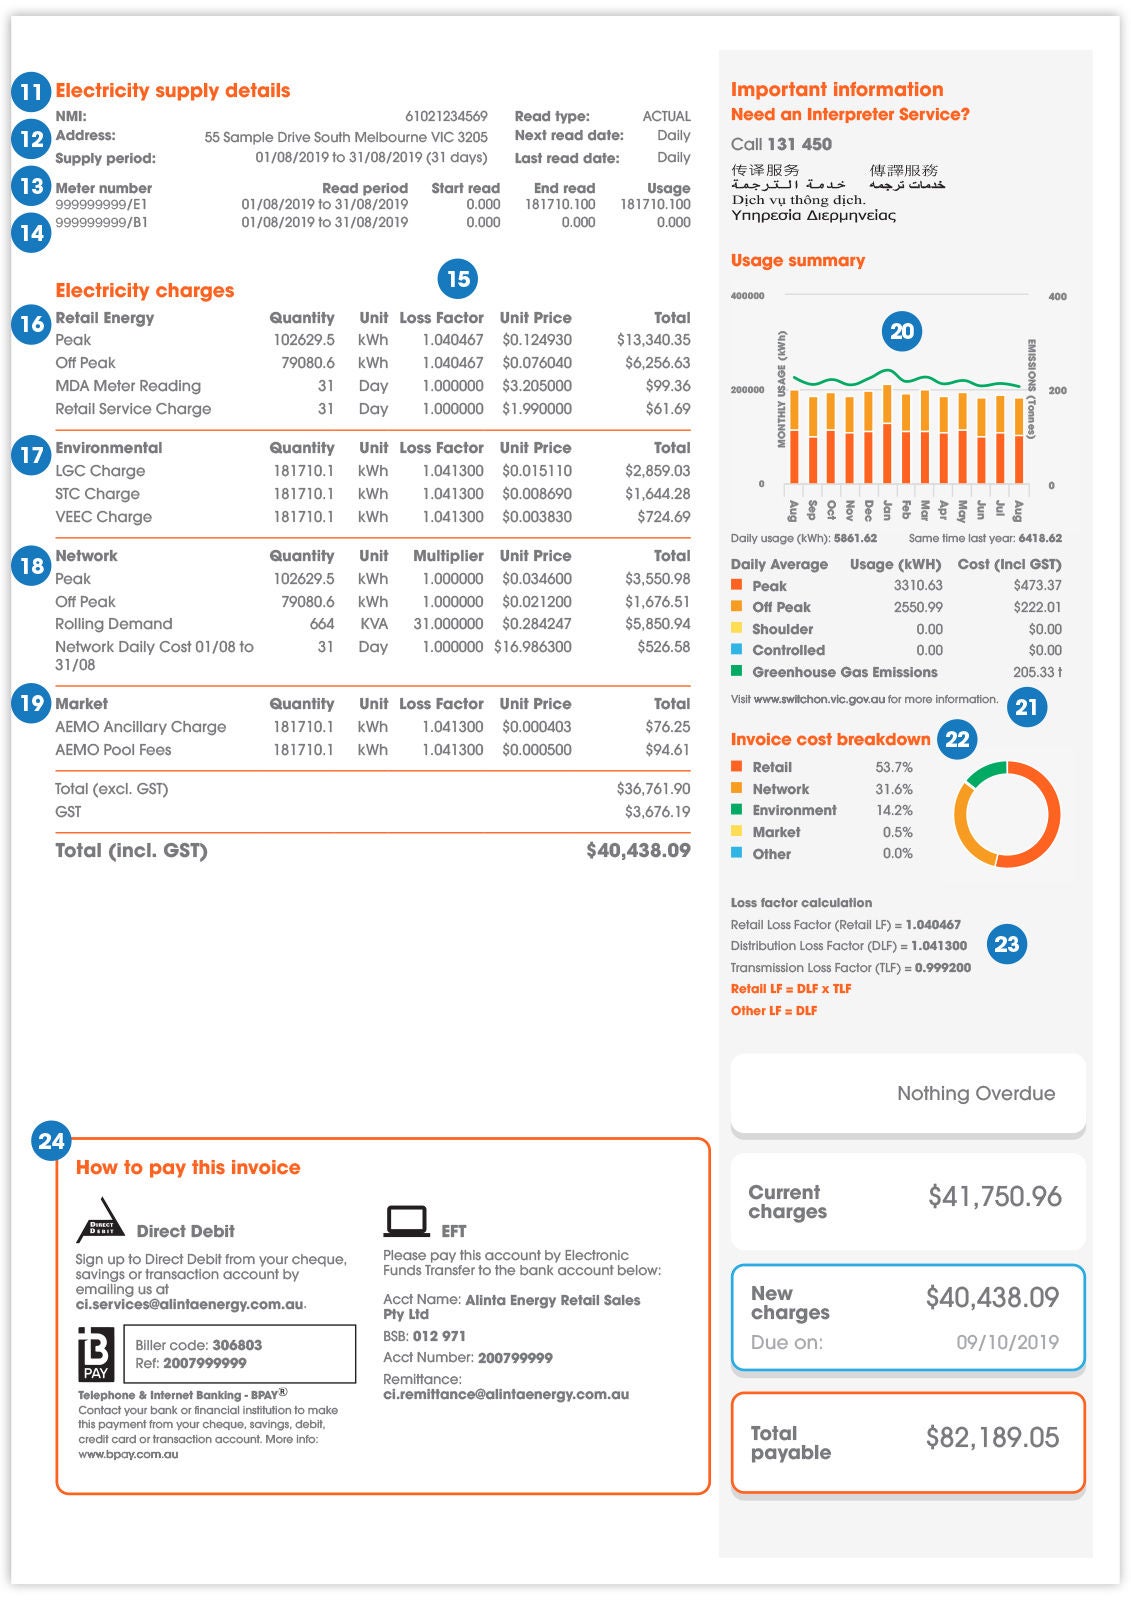 11 Electricity supply details
NMI: 61021234569 Read type: ACTUAL
12 Address: 55 Sample Drive South Melbourne VIC 3205 Next read date: Daily
Supply period: 01/08/2019 to 31/08/2019 (31 days) Last read date: Daily
13 Meter number Read period Start read End read Usage
999999999/E1 01/08/2019 to 31/08/2019 0.000 181710.100 181710.100
14 999999999/B1 01/08/2019 to 31/08/2019 0.000 0.000 0.000
15
Electricity charges
16 Retail Energy Quantity Unit Loss Factor Unit Price Total
Peak 102629.5 kWh 1.040467 $0.124930 $13,340.35
Off Peak 79080.6 kWh 1.040467 $0.076040 $6,256.63
MDA Meter Reading 31 Day 1.000000 $3.205000 $99.36
Retail Service Charge 31 Day 1.000000 $1.990000 $61.69
17 Environmental Quantity Unit Loss Factor Unit Price Total
LGC Charge 181710.1 kWh 1.041300 $0.015110 $2,859.03
STC Charge 181710.1 kWh 1.041300 $0.008690 $1,644.28
VEEC Charge 181710.1 kWh 1.041300 $0.003830 $724.69
18 Network Quantity Unit Multiplier Unit Price Total
Peak 102629.5 kWh 1.000000 $0.034600 $3,550.98
Off Peak 79080.6 kWh 1.000000 $0.021200 $1,676.51
Rolling Demand 664 KVA 31.000000 $0.284247 $5,850.94
Network Daily Cost 01/08 to 31 Day 1.000000 $16.986300 $526.58
31/08
19 Market Quantity Unit Loss Factor Unit Price Total
AEMO Ancillary Charge 181710.1 kWh 1.041300 $0.000403 $76.25
AEMO Pool Fees 181710.1 kWh 1.041300 $0.000500 $94.61
Total (excl. GST) $36,761.90
GST $3,676.19
Total (incl. GST) $40,438.09
24
How to pay this invoice
DIRECT DEBIT Direct Debit
Sign up to Direct Debit from your cheque,
savings or transaction account by
emailing us at
ci.services@alintaenergy.com.au.
B PAY
Biller code: 306803
Ref: 2007999999
Telephone & Internet Banking - BPAY®
Contact your bank or financial institution to make
this payment from your cheque, savings, debit,
credit card or transaction account. More info:
www.bpay.com.au
EFT
Please pay this account by Electronic
Funds Transfer to the bank account below:
Acct Name: Alinta Energy Retail Sales
Pty Ltd
BSB: 012 971
Acct Number: 200799999
Remittance:
ci.remittance@alintaenergy.com.au
Important information
Need an Interpreter Service?
Call 131 450
传译服务 傳譯服務
خدمة الترجمة خدمات ترجمه
Dịch vụ thông dịch.
Υπηρεσία Διερμηνείας
Usage summary
400000 400
20
MONTHLY USAGE (kWh)
EMISSIONS (Tonnes)
200000 200
0 0
Aug Sep Oct Nov Dec Jan Feb Mar Apr May Jun Jul Aug
Daily usage (kWh): 5861.62 Same time last year: 6418.62
Daily Average Usage (kWH) Cost (Incl GST)
Peak 3310.63 $473.37
Off Peak 2550.99 $222.01
Shoulder 0.00 $0.00
Controlled 0.00 $0.00
Greenhouse Gas Emissions 205.33 t
Visit www.switchon.vic.gov.au for more information. 21
Invoice cost breakdown 22
Retail 53.7%
Network 31.6%
Environment 14.2%
Market 0.5%
Other 0.0%
Loss factor calculation
Retail Loss Factor (Retail LF) = 1.040467
Distribution Loss Factor (DLF) = 1.041300 23
Transmission Loss Factor (TLF) = 0.999200
Retail LF = DLF x TLF
Other LF = DLF
Nothing Overdue
Current
charges $41,750.96
New
charges $40,438.09
Due on: 09/10/2019
Total
payable $82,189.05